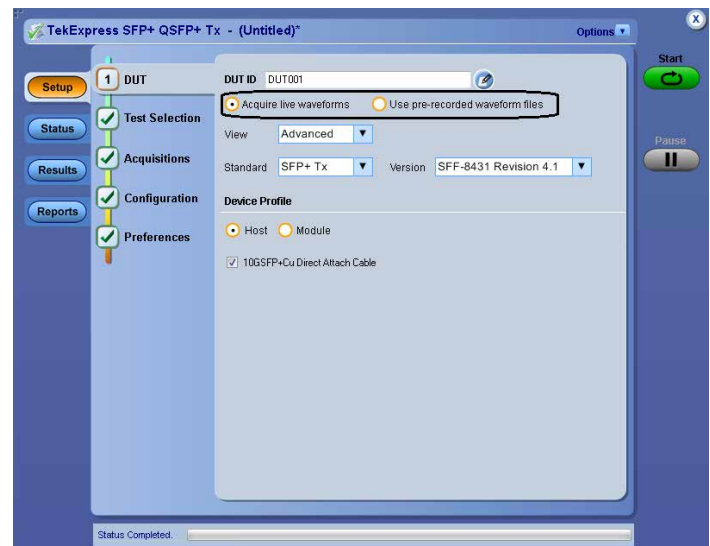 TekExpress SFP+ QSFP+ Tx - (Untitled)*
Options
x
Start
Setup
1 DUT
DUT ID DUT001
Acquire live waveforms Use pre-recorded waveform files
Status
Test Selection
View Advanced
Pause
Results
Acquisitions
Standard SFP+ Tx Version SFF-8431 Revision 4.1
Reports
Configuration
Device Profile
Preferences
Host Module
10GSFP+Cu Direct Attach Cable
Status Completed.